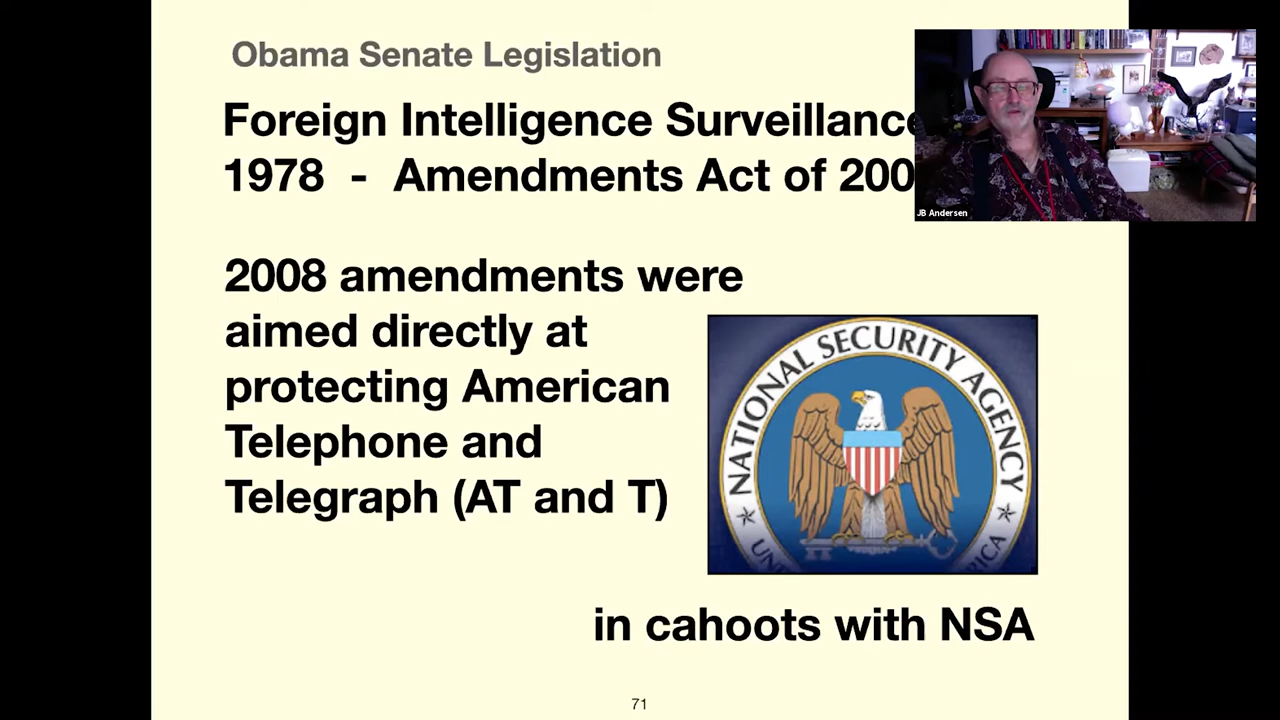 Obama Senate Legislation
Foreign Intelligence Surveillance
1978 - Amendments Act of 200
2008 amendments were
aimed directly at
protecting American
Telephone and
Telegraph (AT and T)
NATIONAL SECURITY AGENCY
in cahoots with NSA
71
JB Andersen